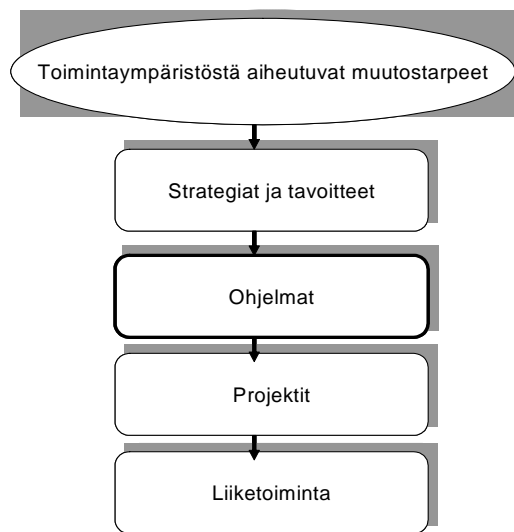 Toimintaympäristöstä aiheutuvat muutostarpeet
Strategiat ja tavoitteet
Ohjelmat
Projektit
Liiketoiminta